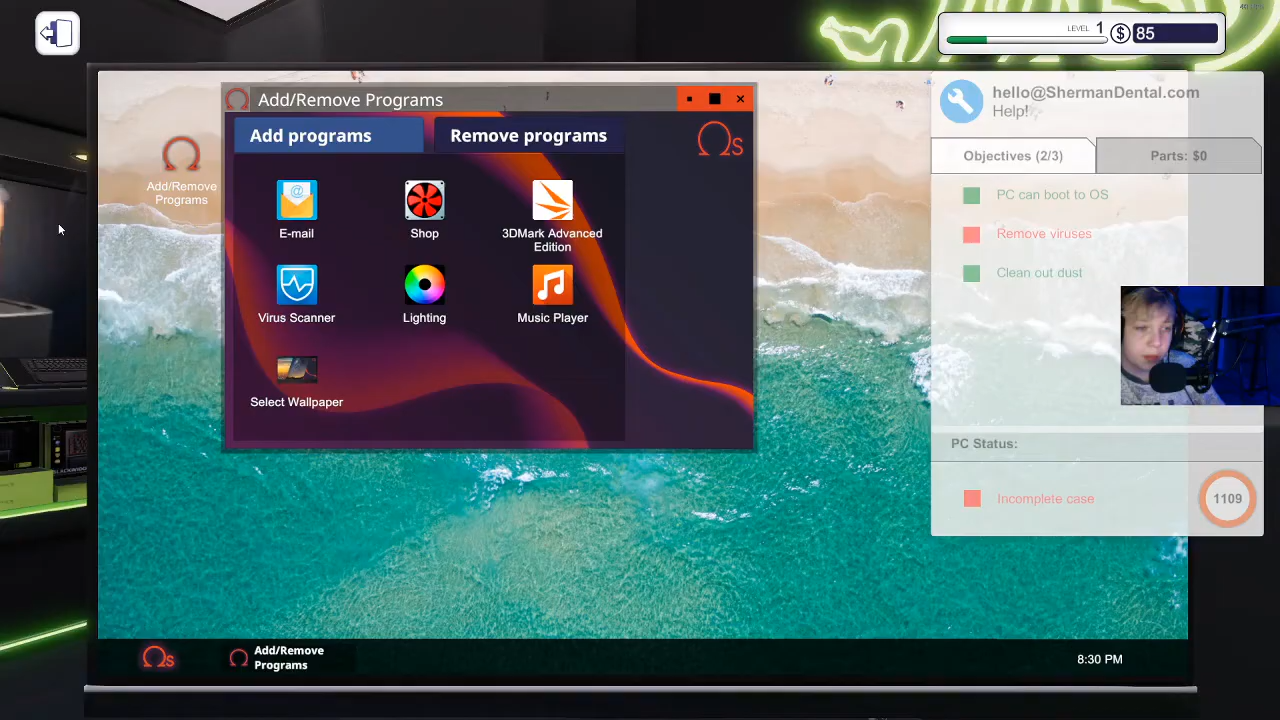 LEVEL 1
$ 85
Add/Remove Programs
Add programs
Remove programs
Ωs
Add/Remove
Programs
E-mail
Shop
3DMark Advanced
Edition
Virus Scanner
Lighting
Music Player
Select Wallpaper
hello@ShermanDental.com
Help!
Objectives (2/3)
Parts: $0
PC can boot to OS
Remove viruses
Clean out dust
PC Status:
Incomplete case
1109
Ωs
Add/Remove
Programs
8:30 PM